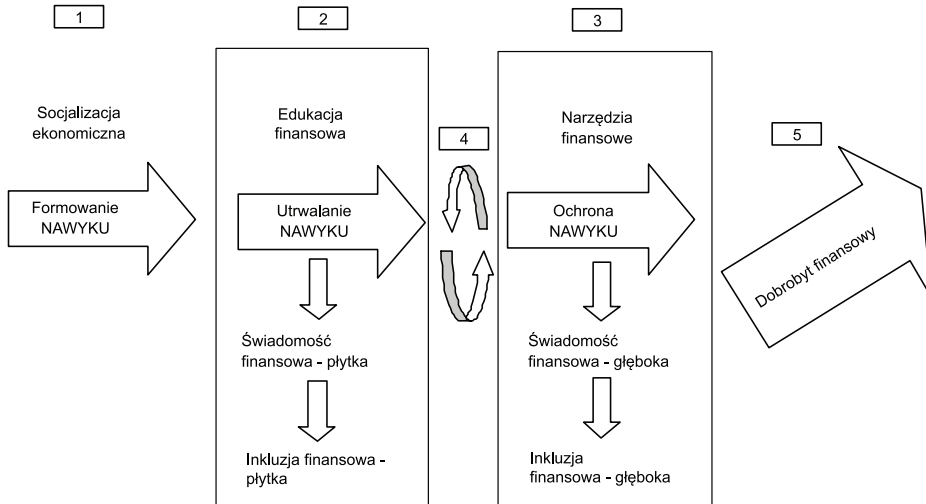 1
2
3
Socjalizacja
ekonomiczna
Edukacja
finansowa
Narzędzia
finansowe
4
5
Formowanie
NAWYKU
Utrwalanie
NAWYKU
Ochrona
NAWYKU
Dobrobyt finansowy
Świadomość
finansowa - płytka
Świadomość
finansowa - głęboka
Inkluzja finansowa -
płytka
Inkluzja
finansowa - głęboka